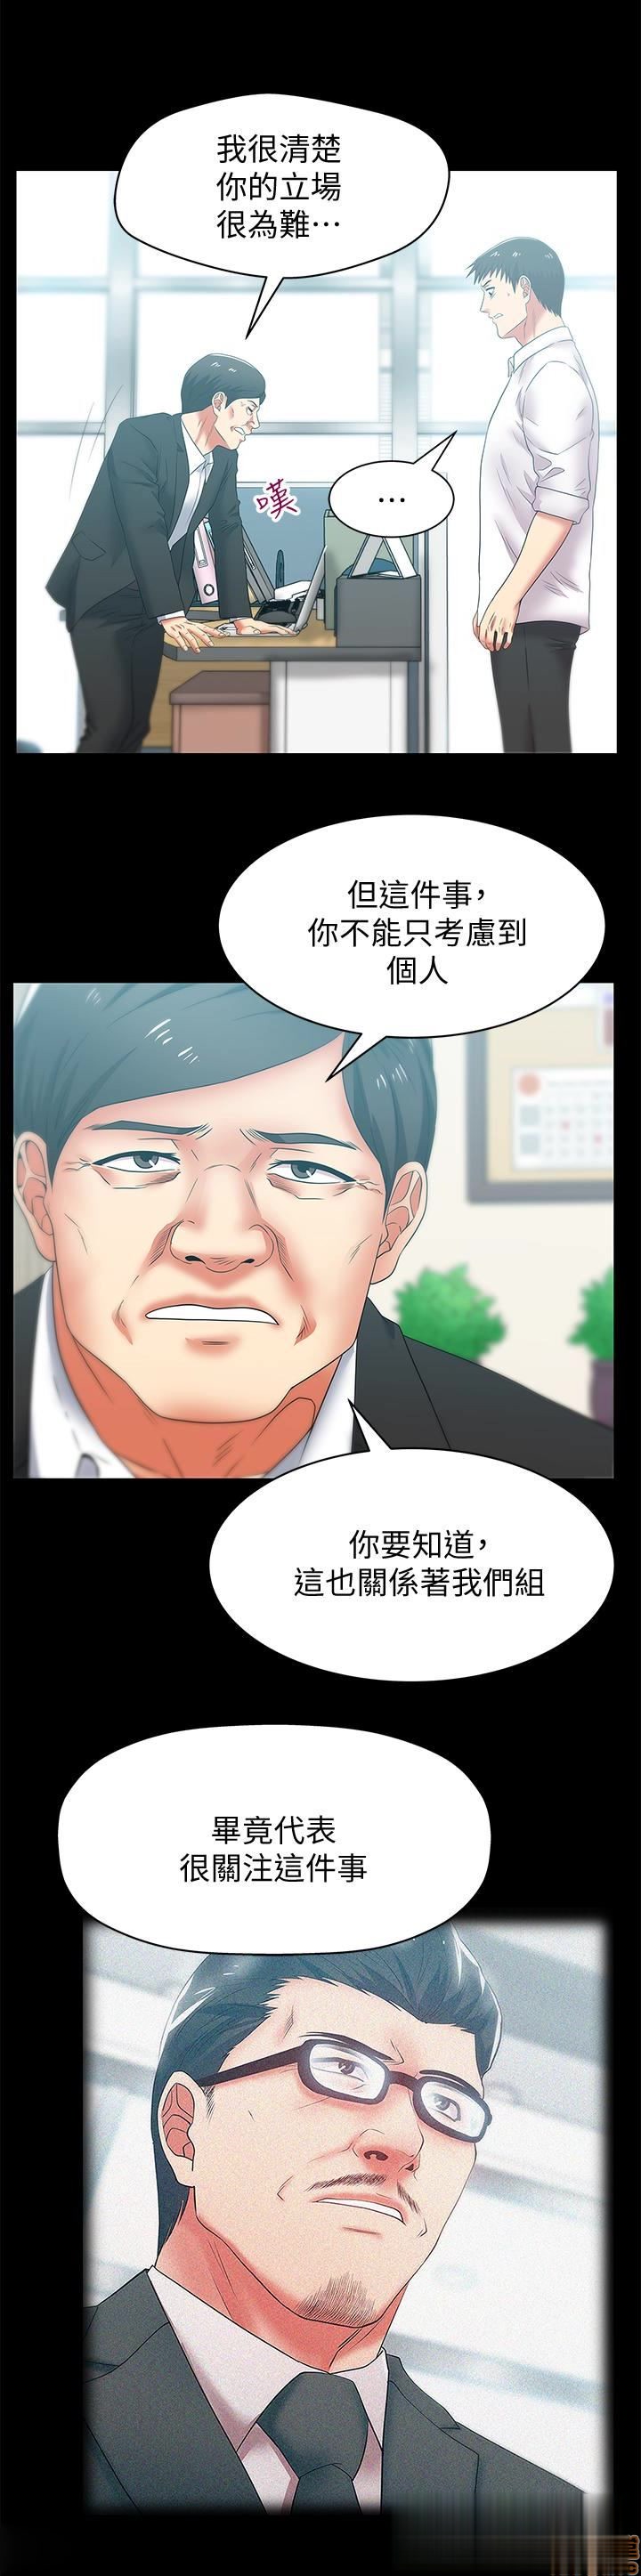 我很清楚
你的立場
很為難⋯
嘆
⋯
但這件事，
你不能只考慮到
個人
你要知道，
這也關係著我們組
畢竟代表
很關注這件事